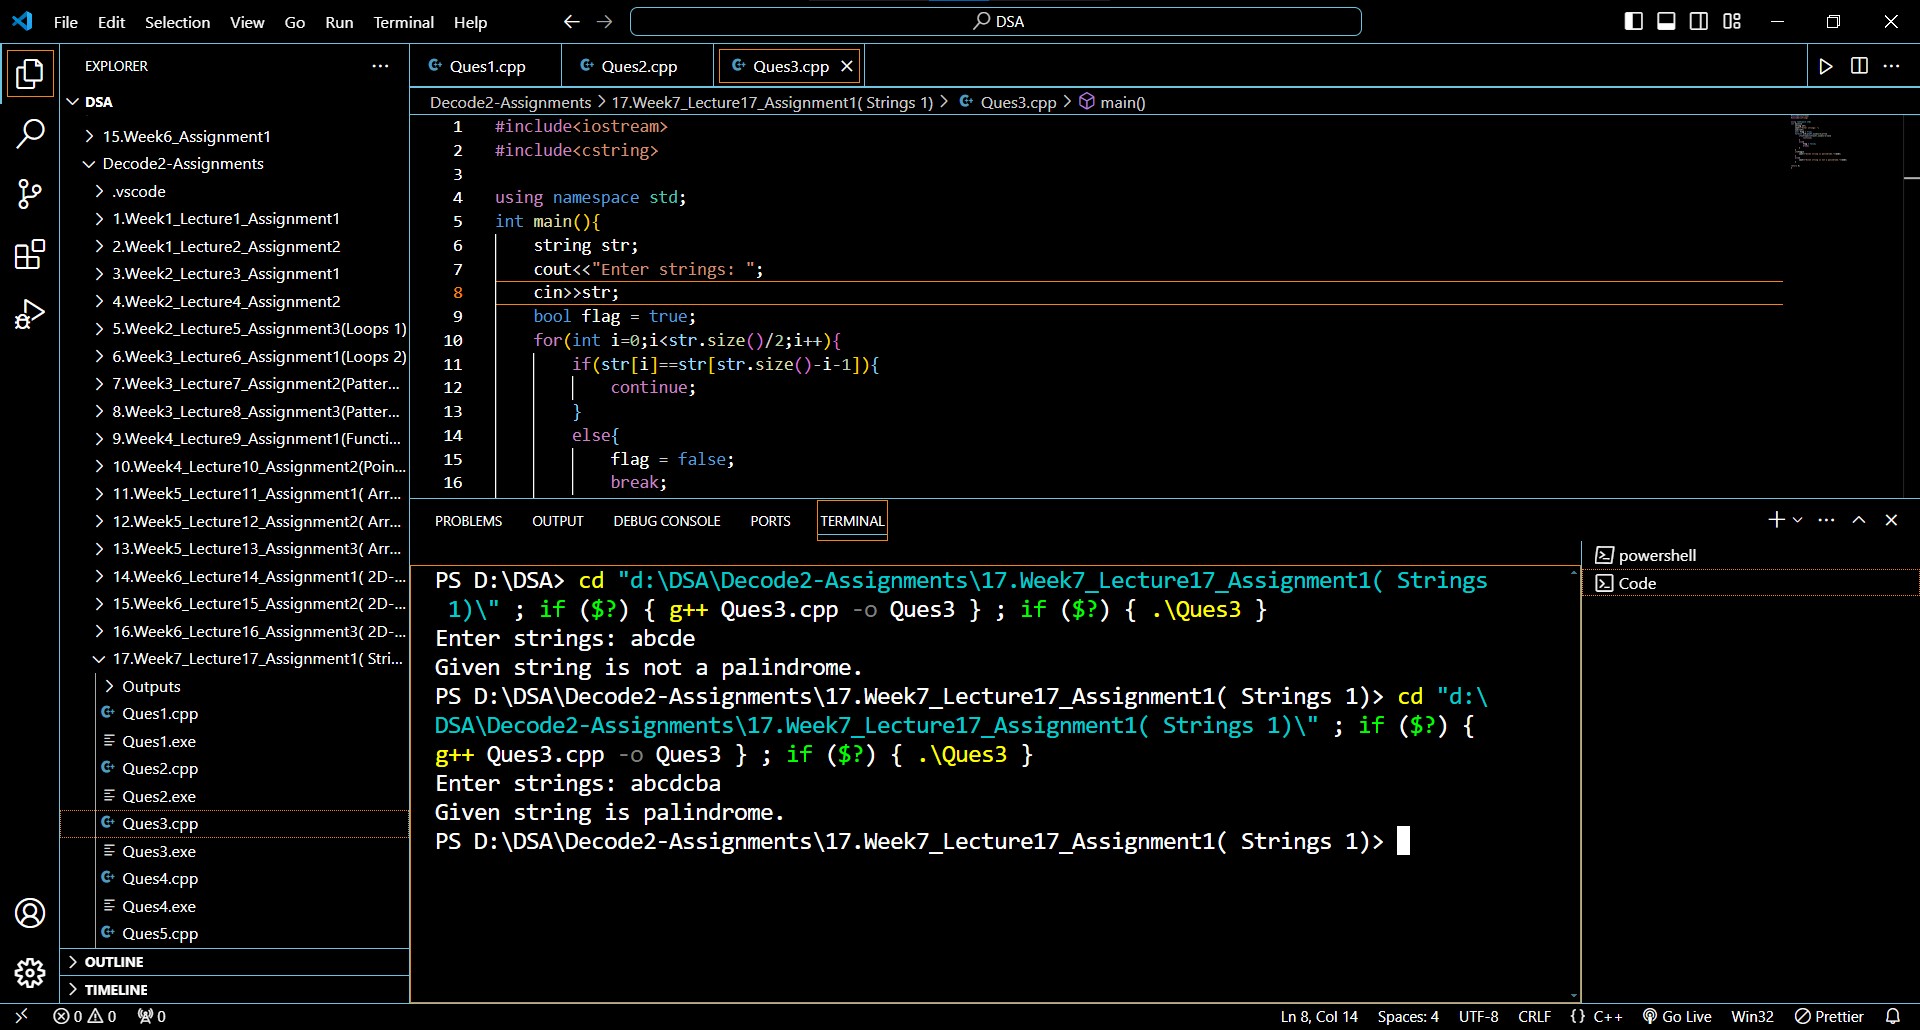 File Edit Selection View Go Run Terminal Help
DSA
EXPLORER
DSA
15.Week6_Assignment1
Decode2-Assignments
.vscode
1.Week1_Lecture1_Assignment1
2.Week1_Lecture2_Assignment2
3.Week2_Lecture3_Assignment1
4.Week2_Lecture4_Assignment2
5.Week2_Lecture5_Assignment3(Loops 1)
6.Week3_Lecture6_Assignment1(Loops 2)
7.Week3_Lecture7_Assignment2(Patter...
8.Week3_Lecture8_Assignment3(Patter...
9.Week4_Lecture9_Assignment1(Functi...
10.Week4_Lecture10_Assignment2(Poin...
11.Week5_Lecture11_Assignment1( Arr...
12.Week5_Lecture12_Assignment2( Arr...
13.Week5_Lecture13_Assignment3( Arr...
14.Week6_Lecture14_Assignment1( 2D-...
15.Week6_Lecture15_Assignment2( 2D-...
16.Week6_Lecture16_Assignment3( 2D-...
17.Week7_Lecture17_Assignment1( Stri...
Outputs
Ques1.cpp
Ques1.exe
Ques2.cpp
Ques2.exe
Ques3.cpp
Ques3.exe
Ques4.cpp
Ques4.exe
Ques5.cpp
OUTLINE
TIMELINE
Ques1.cpp Ques2.cpp Ques3.cpp
Decode2-Assignments > 17.Week7_Lecture17_Assignment1( Strings 1) > Ques3.cpp > main()
1 #include<iostream>
2 #include<cstring>
3
4 using namespace std;
5 int main(){
6 string str;
7 cout<<"Enter strings: ";
8 cin>>str;
9 bool flag = true;
10 for(int i=0;i<str.size()/2;i++){
11 if(str[i]==str[str.size()-i-1]){
12 continue;
13 }
14 else{
15 flag = false;
16 break;
PROBLEMS OUTPUT DEBUG CONSOLE PORTS TERMINAL
PS D:\DSA> cd "d:\DSA\Decode2-Assignments\17.Week7_Lecture17_Assignment1( Strings
1)\" ; if ($?) { g++ Ques3.cpp -o Ques3 } ; if ($?) { .\Ques3 }
Enter strings: abcde
Given string is not a palindrome.
PS D:\DSA\Decode2-Assignments\17.Week7_Lecture17_Assignment1( Strings 1)> cd "d:\
DSA\Decode2-Assignments\17.Week7_Lecture17_Assignment1( Strings 1)\" ; if ($?) {
g++ Ques3.cpp -o Ques3 } ; if ($?) { .\Ques3 }
Enter strings: abcdcba
Given string is palindrome.
PS D:\DSA\Decode2-Assignments\17.Week7_Lecture17_Assignment1( Strings 1)>
powershell
Code
0 0 0
Ln 8, Col 14 Spaces: 4 UTF-8 CRLF {} C++ Go Live Win32 Prettier